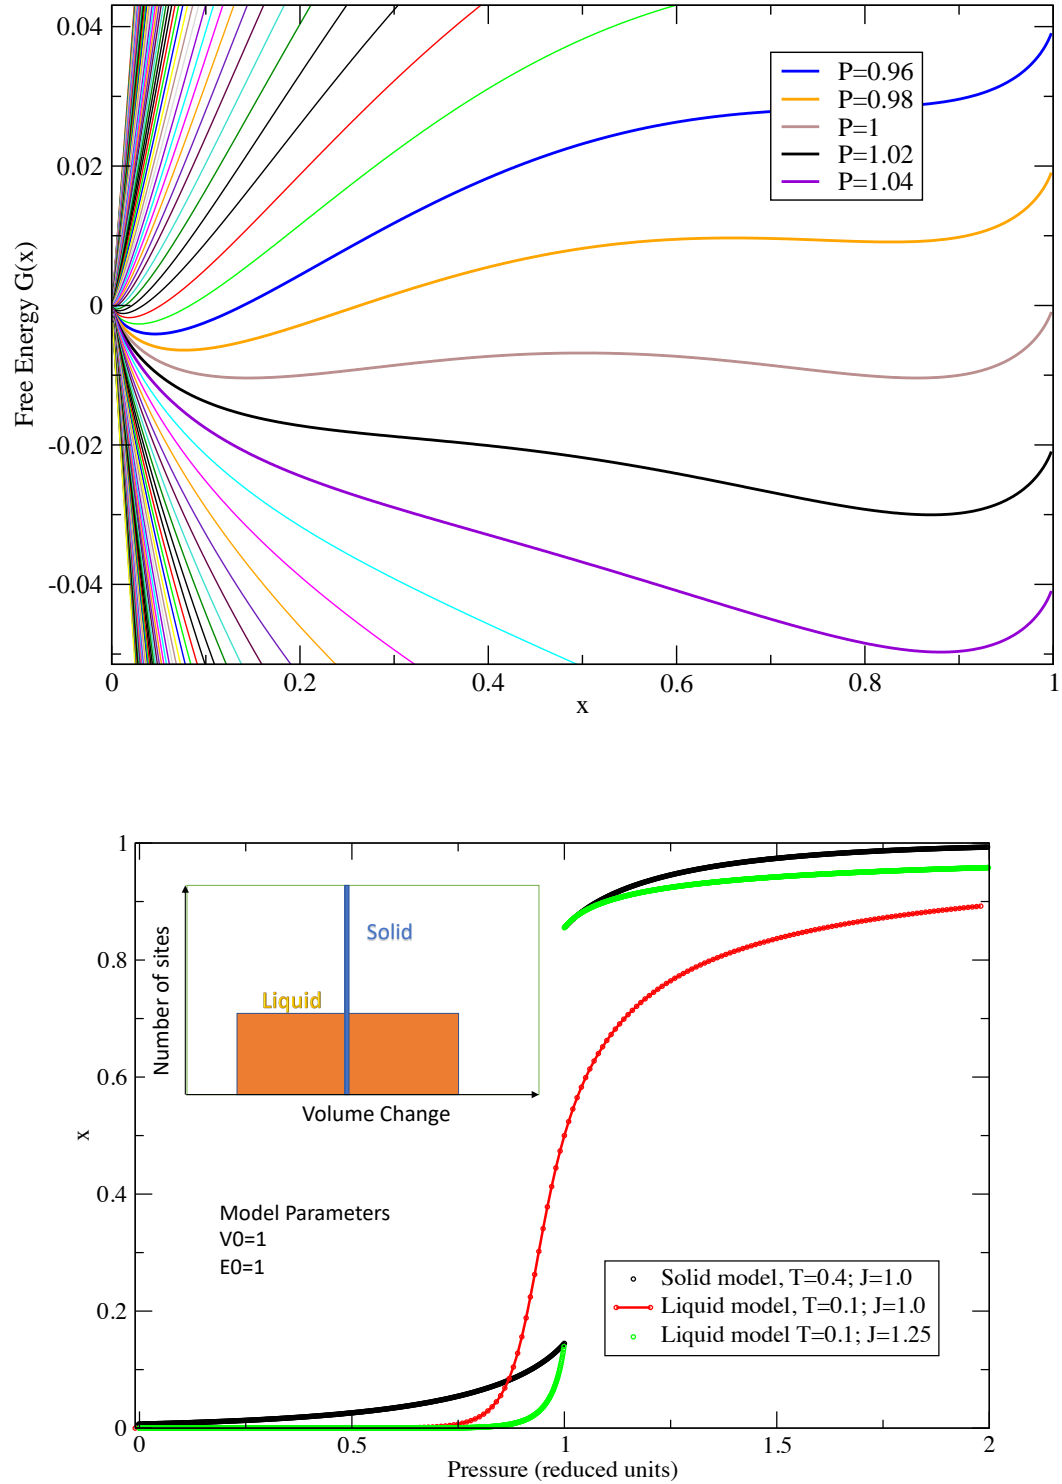 0.04
0.02
0
-0.02
-0.04
Free Energy G(x)
P=0.96
P=0.98
P=1
P=1.02
P=1.04
0
0.2
0.4
0.6
0.8
1
x
1
0.8
0.6
0.4
0.2
0
x
Number of sites
Solid
Liquid
Volume Change
Model Parameters
V0=1
E0=1
Solid model, T=0.4; J=1.0
Liquid model, T=0.1; J=1.0
Liquid model T=0.1; J=1.25
0
0.5
1
1.5
2
Pressure (reduced units)